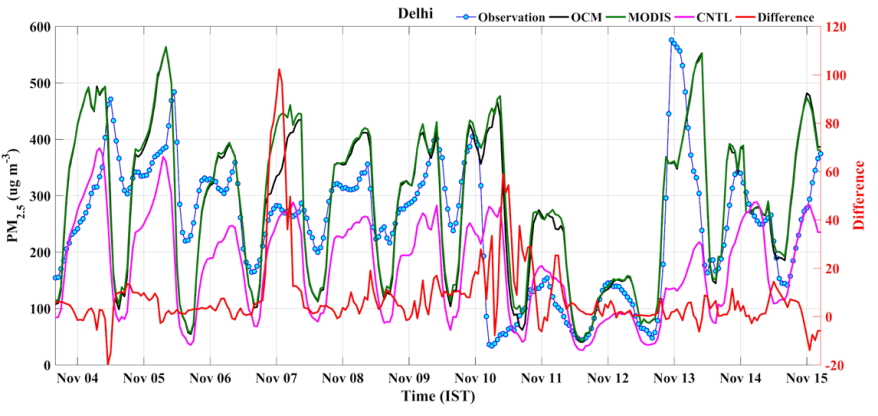 Delhi
Observation OCM MODIS CNTL Difference
600 120
500 100
80
400
60
300
40
200
20
100
0
0 -20
PM2.5 (ug m-3)
Difference
Nov 04 Nov 05 Nov 06 Nov 07 Nov 08 Nov 09 Nov 10 Nov 11 Nov 12 Nov 13 Nov 14 Nov 15
Time (IST)